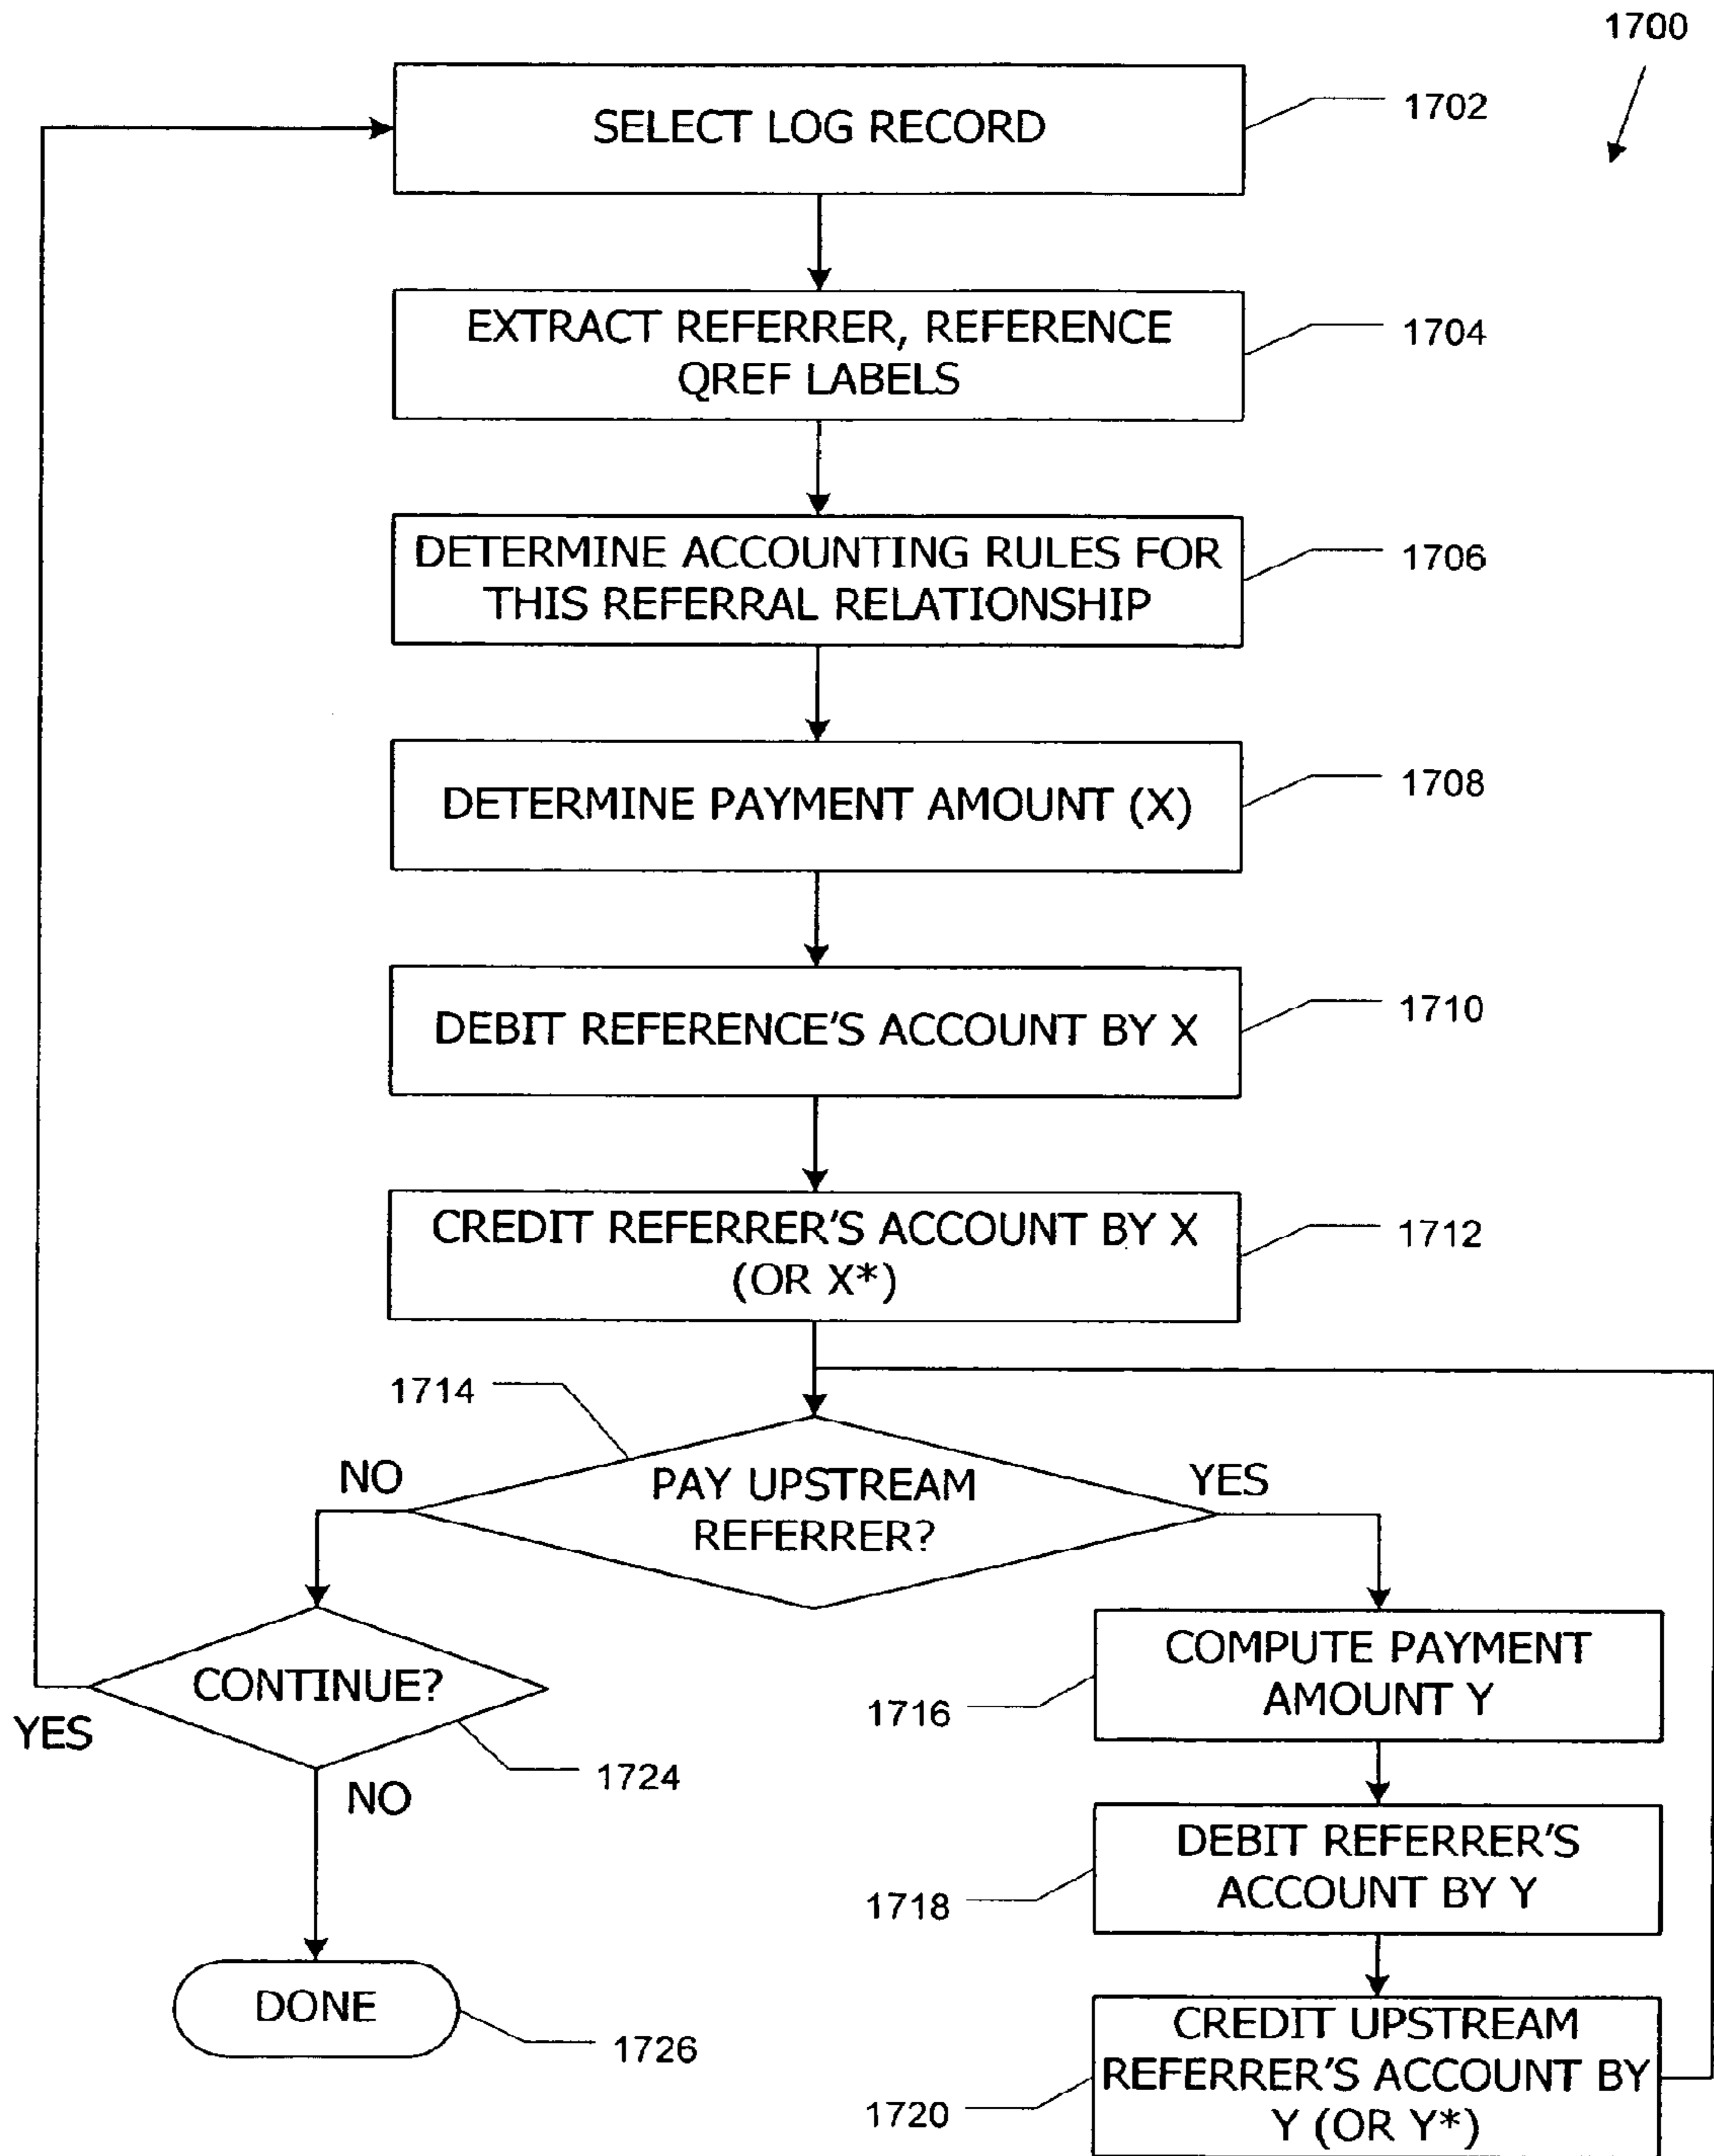 1700
SELECT LOG RECORD
1702
EXTRACT REFERRER, REFERENCE
QREF LABELS
1704
DETERMINE ACCOUNTING RULES FOR
THIS REFERRAL RELATIONSHIP
1706
DETERMINE PAYMENT AMOUNT (X)
1708
DEBIT REFERENCE'S ACCOUNT BY X
1710
CREDIT REFERRER'S ACCOUNT BY X
(OR X*)
1712
1714
NO
PAY UPSTREAM
REFERRER?
YES
CONTINUE?
YES
1724
NO
COMPUTE PAYMENT
AMOUNT Y
1716
DEBIT REFERRER'S
ACCOUNT BY Y
1718
DONE
1726
CREDIT UPSTREAM
REFERRER'S ACCOUNT BY
Y (OR Y*)
1720